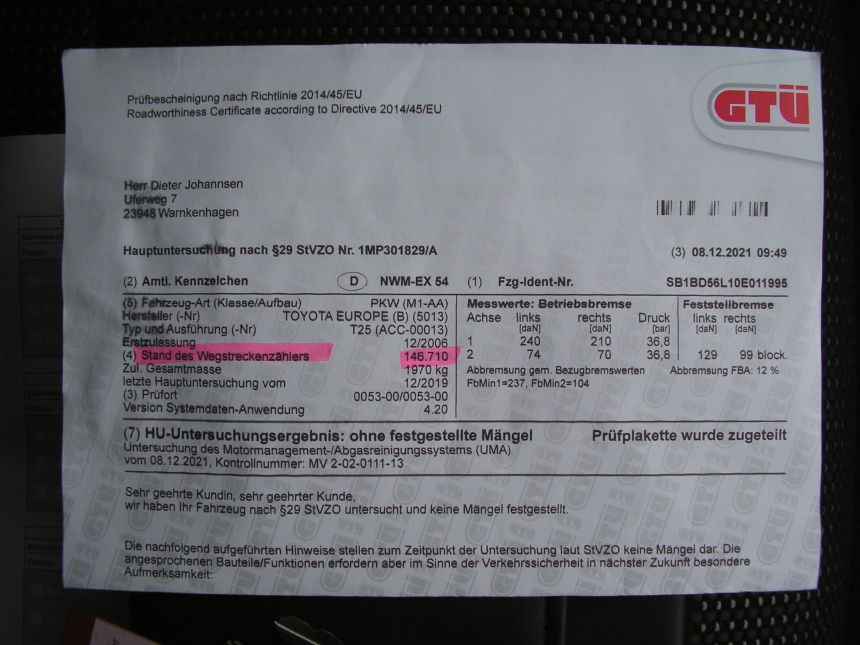 Prüfbescheinigung nach Richtlinie 2014/45/EU
Roadworthiness Certificate according to Directive 2014/45/EU
GTÜ
Herr Dieter Johannsen
Uferweg 7
23948 Warnkenhagen
Hauptuntersuchung nach §29 StVZO Nr. 1MP301829/A (3) 08.12.2021 09:49
(2) Amtl. Kennzeichen D NWM-EX 54 (1) Fzg-Ident-Nr. SB1BD56L10E011995
(5) Fahrzeug-Art (Klasse/Aufbau) PKW (M1-AA)
Hersteller (-Nr) TOYOTA EUROPE (B) (5013)
Typ und Ausführung (-Nr) T25 (ACC-00013)
Erstzulassung 12/2006
(4) Stand des Wegstreckenzählers 146.710
Zul. Gesamtmasse 1970 kg
letzte Hauptuntersuchung vom 12/2019
(3) Prüfort 0053-00/0053-00
Version Systemdaten-Anwendung 4.20
Messwerte: Betriebsbremse Feststellbremse
Achse links rechts Druck links rechts
[daN] [daN] [bar] [daN] [daN]
1 240 210 36,8
2 74 70 36,8 129 99 block.
Abbremsung gem. Bezugbremswerten Abbremsung FBA: 12 %
FbMin1=237, FbMin2=104
(7) HU-Untersuchungsergebnis: ohne festgestellte Mängel Prüfplakette wurde zugeteilt
Untersuchung des Motormanagement-/Abgasreinigungssystems (UMA)
vom 08.12.2021, Kontrollnummer: MV 2-02-0111-13
Sehr geehrte Kundin, sehr geehrter Kunde,
wir haben Ihr Fahrzeug nach §29 StVZO untersucht und keine Mängel festgestellt.
Die nachfolgend aufgeführten Hinweise stellen zum Zeitpunkt der Untersuchung laut StVZO keine Mängel dar. Die
angesprochenen Bauteile/Funktionen erfordern aber im Sinne der Verkehrssicherheit in nächster Zukunft besondere
Aufmerksamkeit: